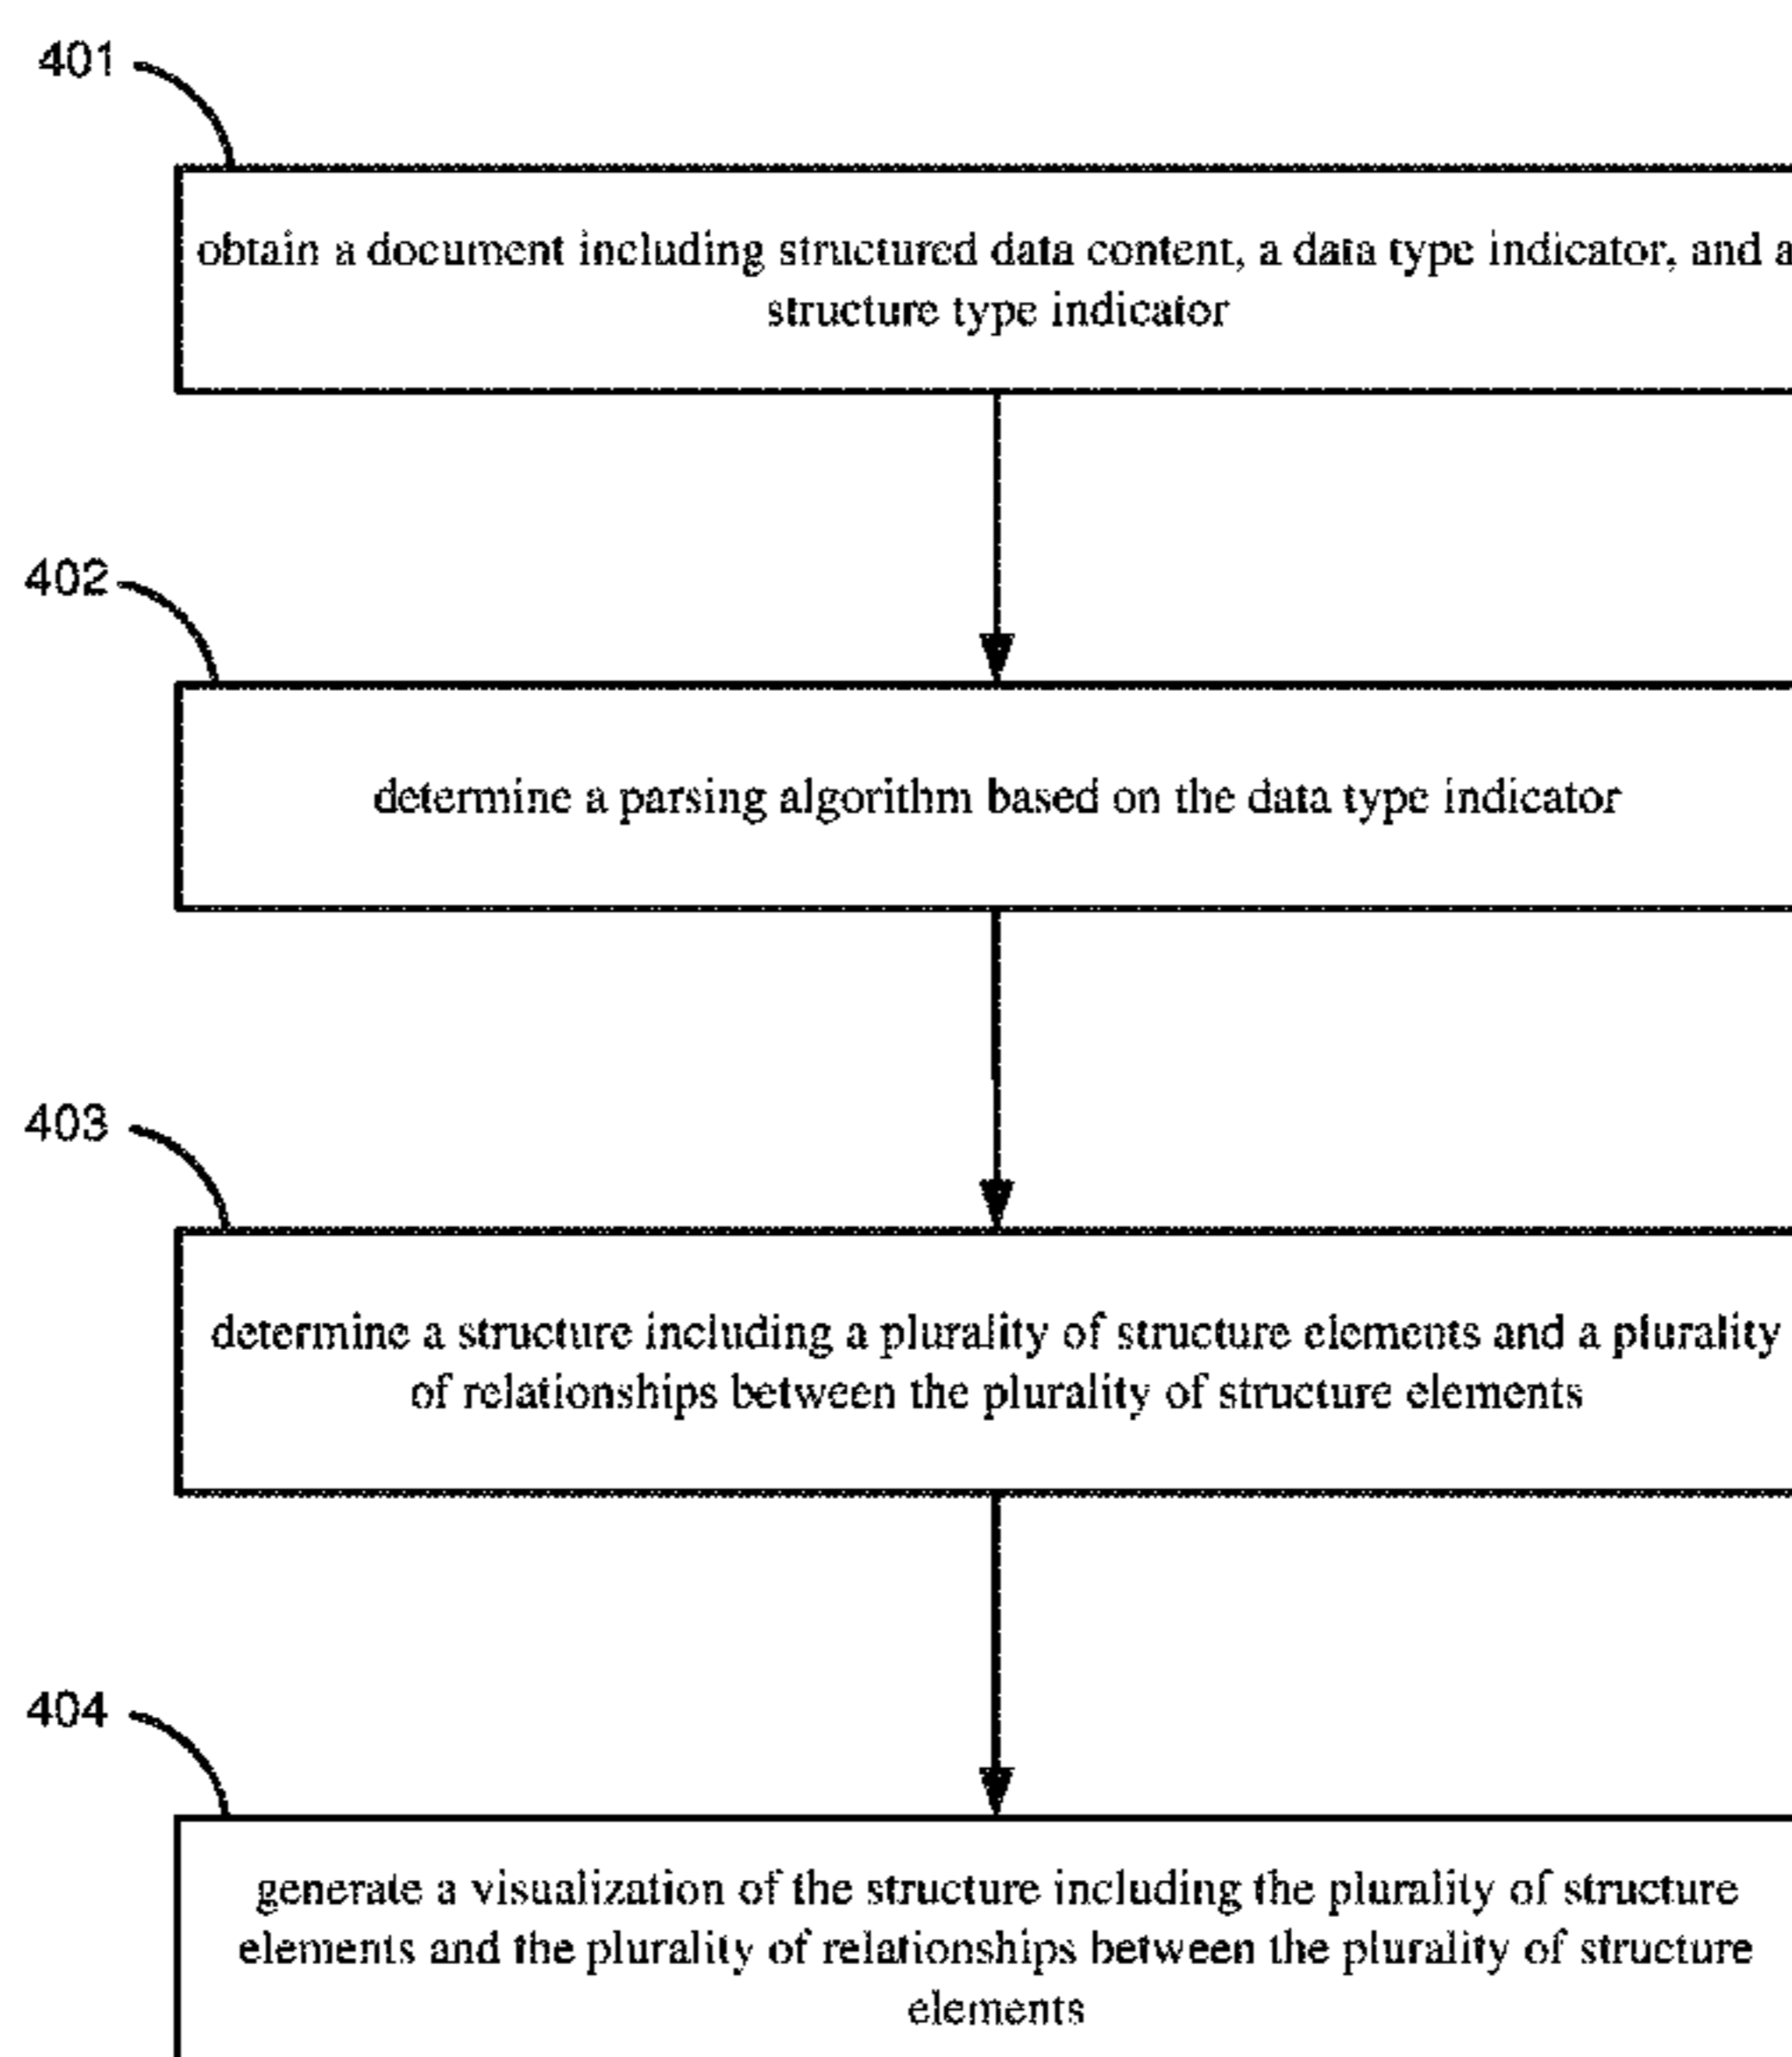 401
obtain a document including structured data content, a data type indicator, and a
structure type indicator
402
determine a parsing algorithm based on the data type indicator
403
determine a structure including a plurality of structure elements and a plurality
of relationships between the plurality of structure elements
404
generate a visualization of the structure including the plurality of structure
elements and the plurality of relationships between the plurality of structure
elements